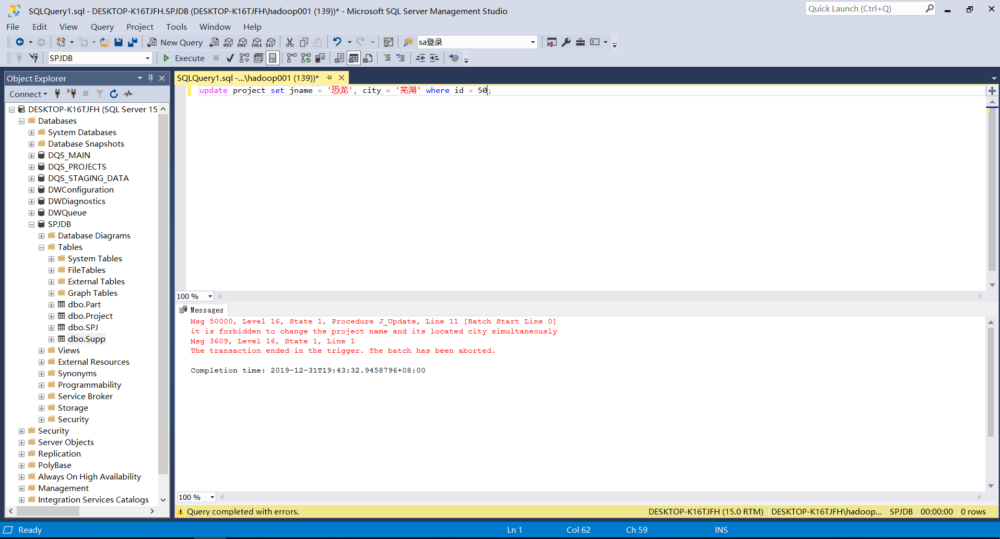 SQLQuery1.sql - DESKTOP-K16TJFH.SPJDB (DESKTOP-K16TJFH\hadoop001 (139))* - Microsoft SQL Server Management Studio
Quick Launch (Ctrl+Q)
File Edit View Query Project Tools Window Help
New Query MDX DMX XMLA DAX sa登录
SPJDB Execute
Object Explorer
Connect
DESKTOP-K16TJFH (SQL Server 15
Databases
System Databases
Database Snapshots
DQS_MAIN
DQS_PROJECTS
DQS_STAGING_DATA
DWConfiguration
DWDiagnostics
DWQueue
SPJDB
Database Diagrams
Tables
System Tables
FileTables
External Tables
Graph Tables
dbo.Part
dbo.Project
dbo.SPJ
dbo.Supp
Views
External Resources
Synonyms
Programmability
Service Broker
Storage
Security
Security
Server Objects
Replication
PolyBase
Always On High Availability
Management
Integration Services Catalogs
SQLQuery1.sql -...\hadoop001 (139))*
update project set jname = '恐龙', city = '芜湖' where id = 50;
100 %
Messages
Msg 50000, Level 16, State 1, Procedure J_Update, Line 11 [Batch Start Line 0]
it is forbidden to change the project name and its located city simultaneously
Msg 3609, Level 16, State 1, Line 1
The transaction ended in the trigger. The batch has been aborted.
Completion time: 2019-12-31T19:43:32.9458796+08:00
100 %
Query completed with errors. DESKTOP-K16TJFH (15.0 RTM) DESKTOP-K16TJFH\hadoop... SPJDB 00:00:00 0 rows
Ready Ln 1 Col 62 Ch 59 INS